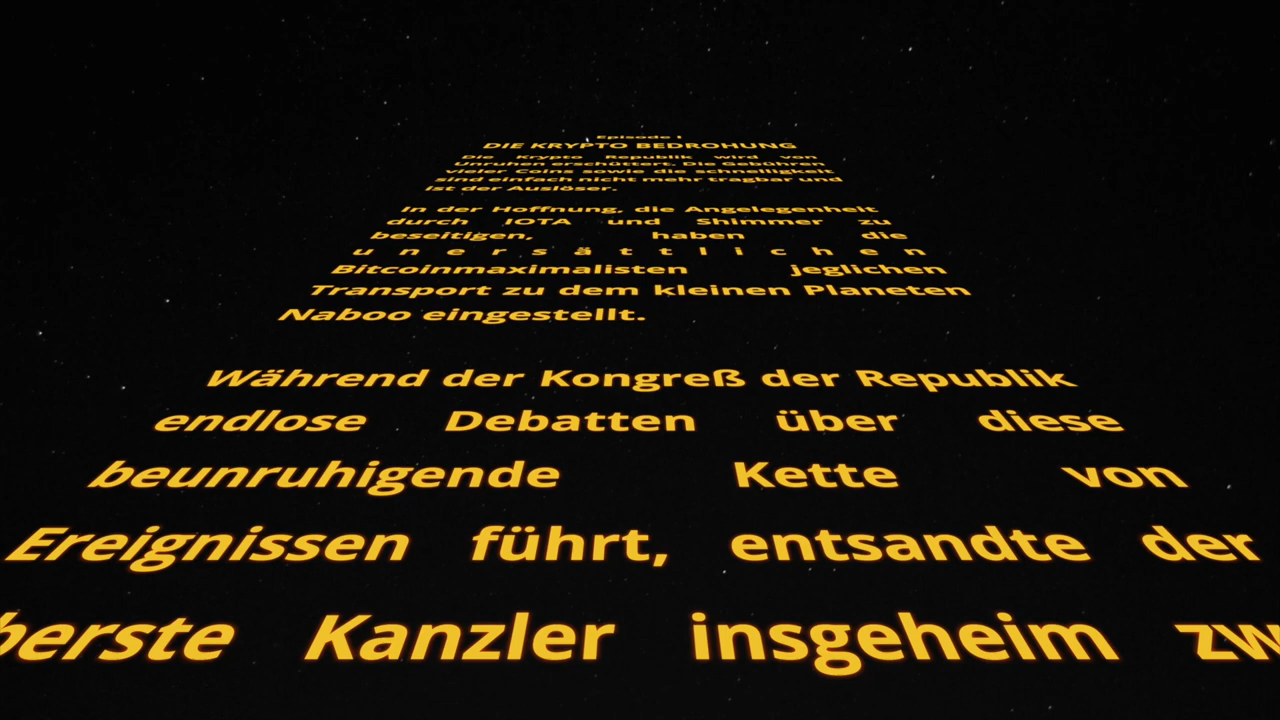 Episode I
DIE KRYPTO BEDROHUNG
Die Krypto Republik wird von
Unruhen erschüttert. Die Gebühren
vieler Coins sowie die schnelligkeit
sind einfach nicht mehr tragbar und
ist der Auslöser.
In der Hoffnung, die Angelegenheit
durch IOTA und Shimmer zu
beseitigen, haben die
unersättlichen
Bitcoinmaximalisten jeglichen
Transport zu dem kleinen Planeten
Naboo eingestellt.
Während der Kongreß der Republik
endlose Debatten über diese
beunruhigende Kette von
Ereignissen führt, entsandte der
berste Kanzler insgeheim zw